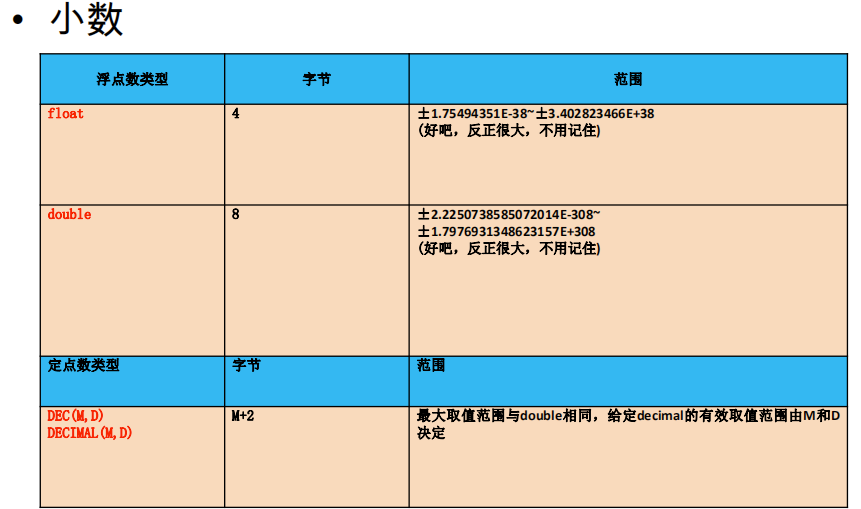 • 小数
浮点数类型 字节 范围
float 4 ±1.75494351E-38~±3.402823466E+38
(好吧，反正很大，不用记住)
double 8 ±2.2250738585072014E-308~
±1.7976931348623157E+308
(好吧，反正很大，不用记住)
定点数类型 字节 范围
DEC(M,D) M+2 最大取值范围与double相同，给定decimal的有效取值范围由M和D
DECIMAL(M,D) 决定